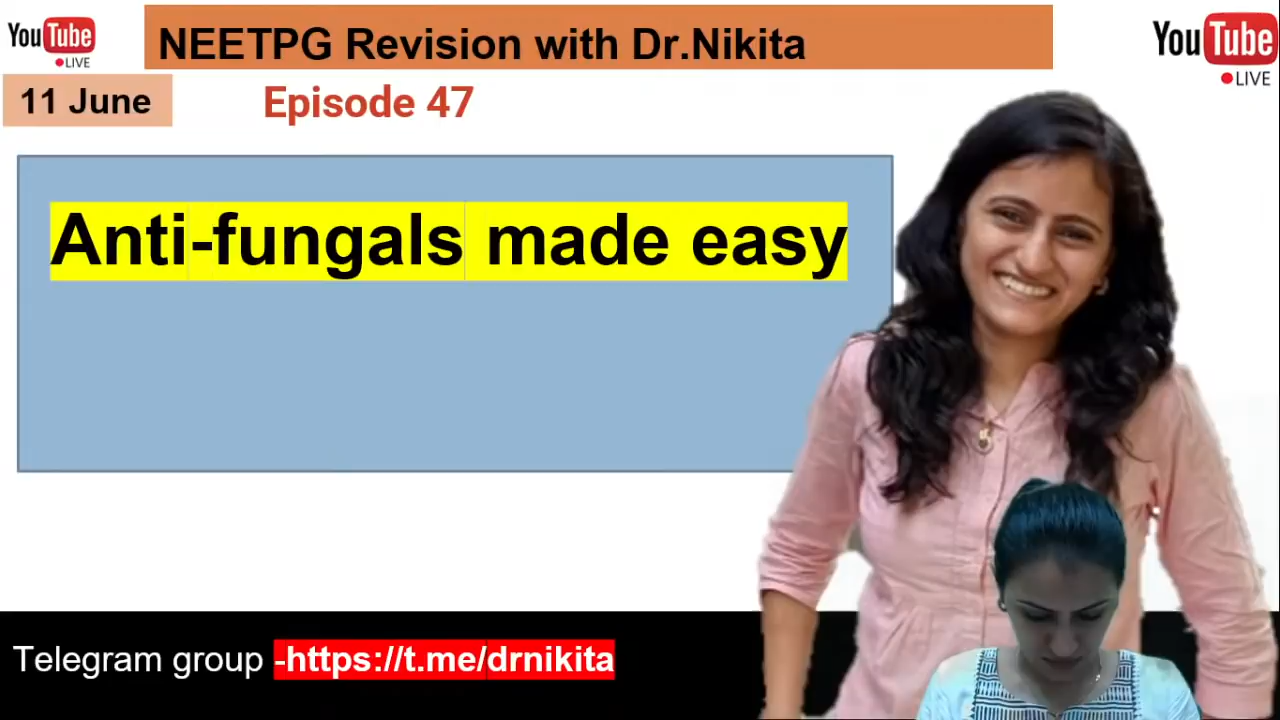 YouTube
LIVE
NEETPG Revision with Dr.Nikita
YouTube
LIVE
11 June
Episode 47
Anti-fungals made easy
Telegram group -https://t.me/drnikita